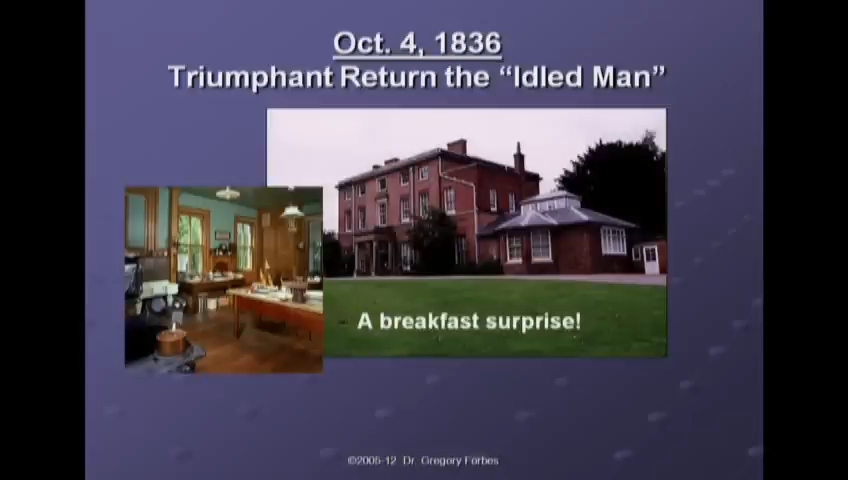 Oct. 4, 1836
Triumphant Return the “Idled Man”
A breakfast surprise!
©2005-12 Dr. Gregory Forbes